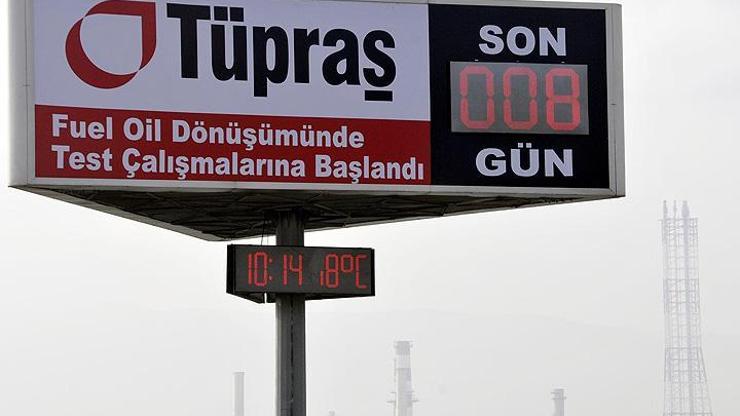 Tüpraş
Fuel Oil Dönüşümünde
Test Çalışmalarına Başlandı
SON
008
GÜN
10:14 18°C